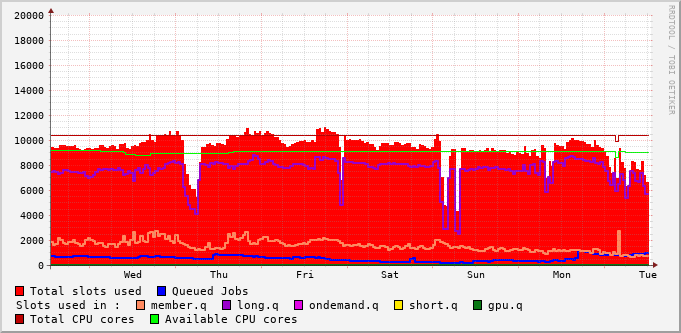 20000
18000
16000
14000
12000
10000
8000
6000
4000
2000
0
Wed Thu Fri Sat Sun Mon Tue
RRDTOOL / TOBI OETIKER
Total slots used Queued Jobs
Slots used in : member.q long.q ondemand.q short.q gpu.q
Total CPU cores Available CPU cores